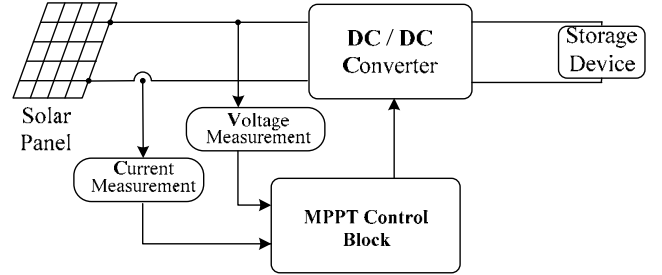 DC / DC
Converter
Storage
Device
Solar
Panel
Voltage
Measurement
Current
Measurement
MPPT Control
Block